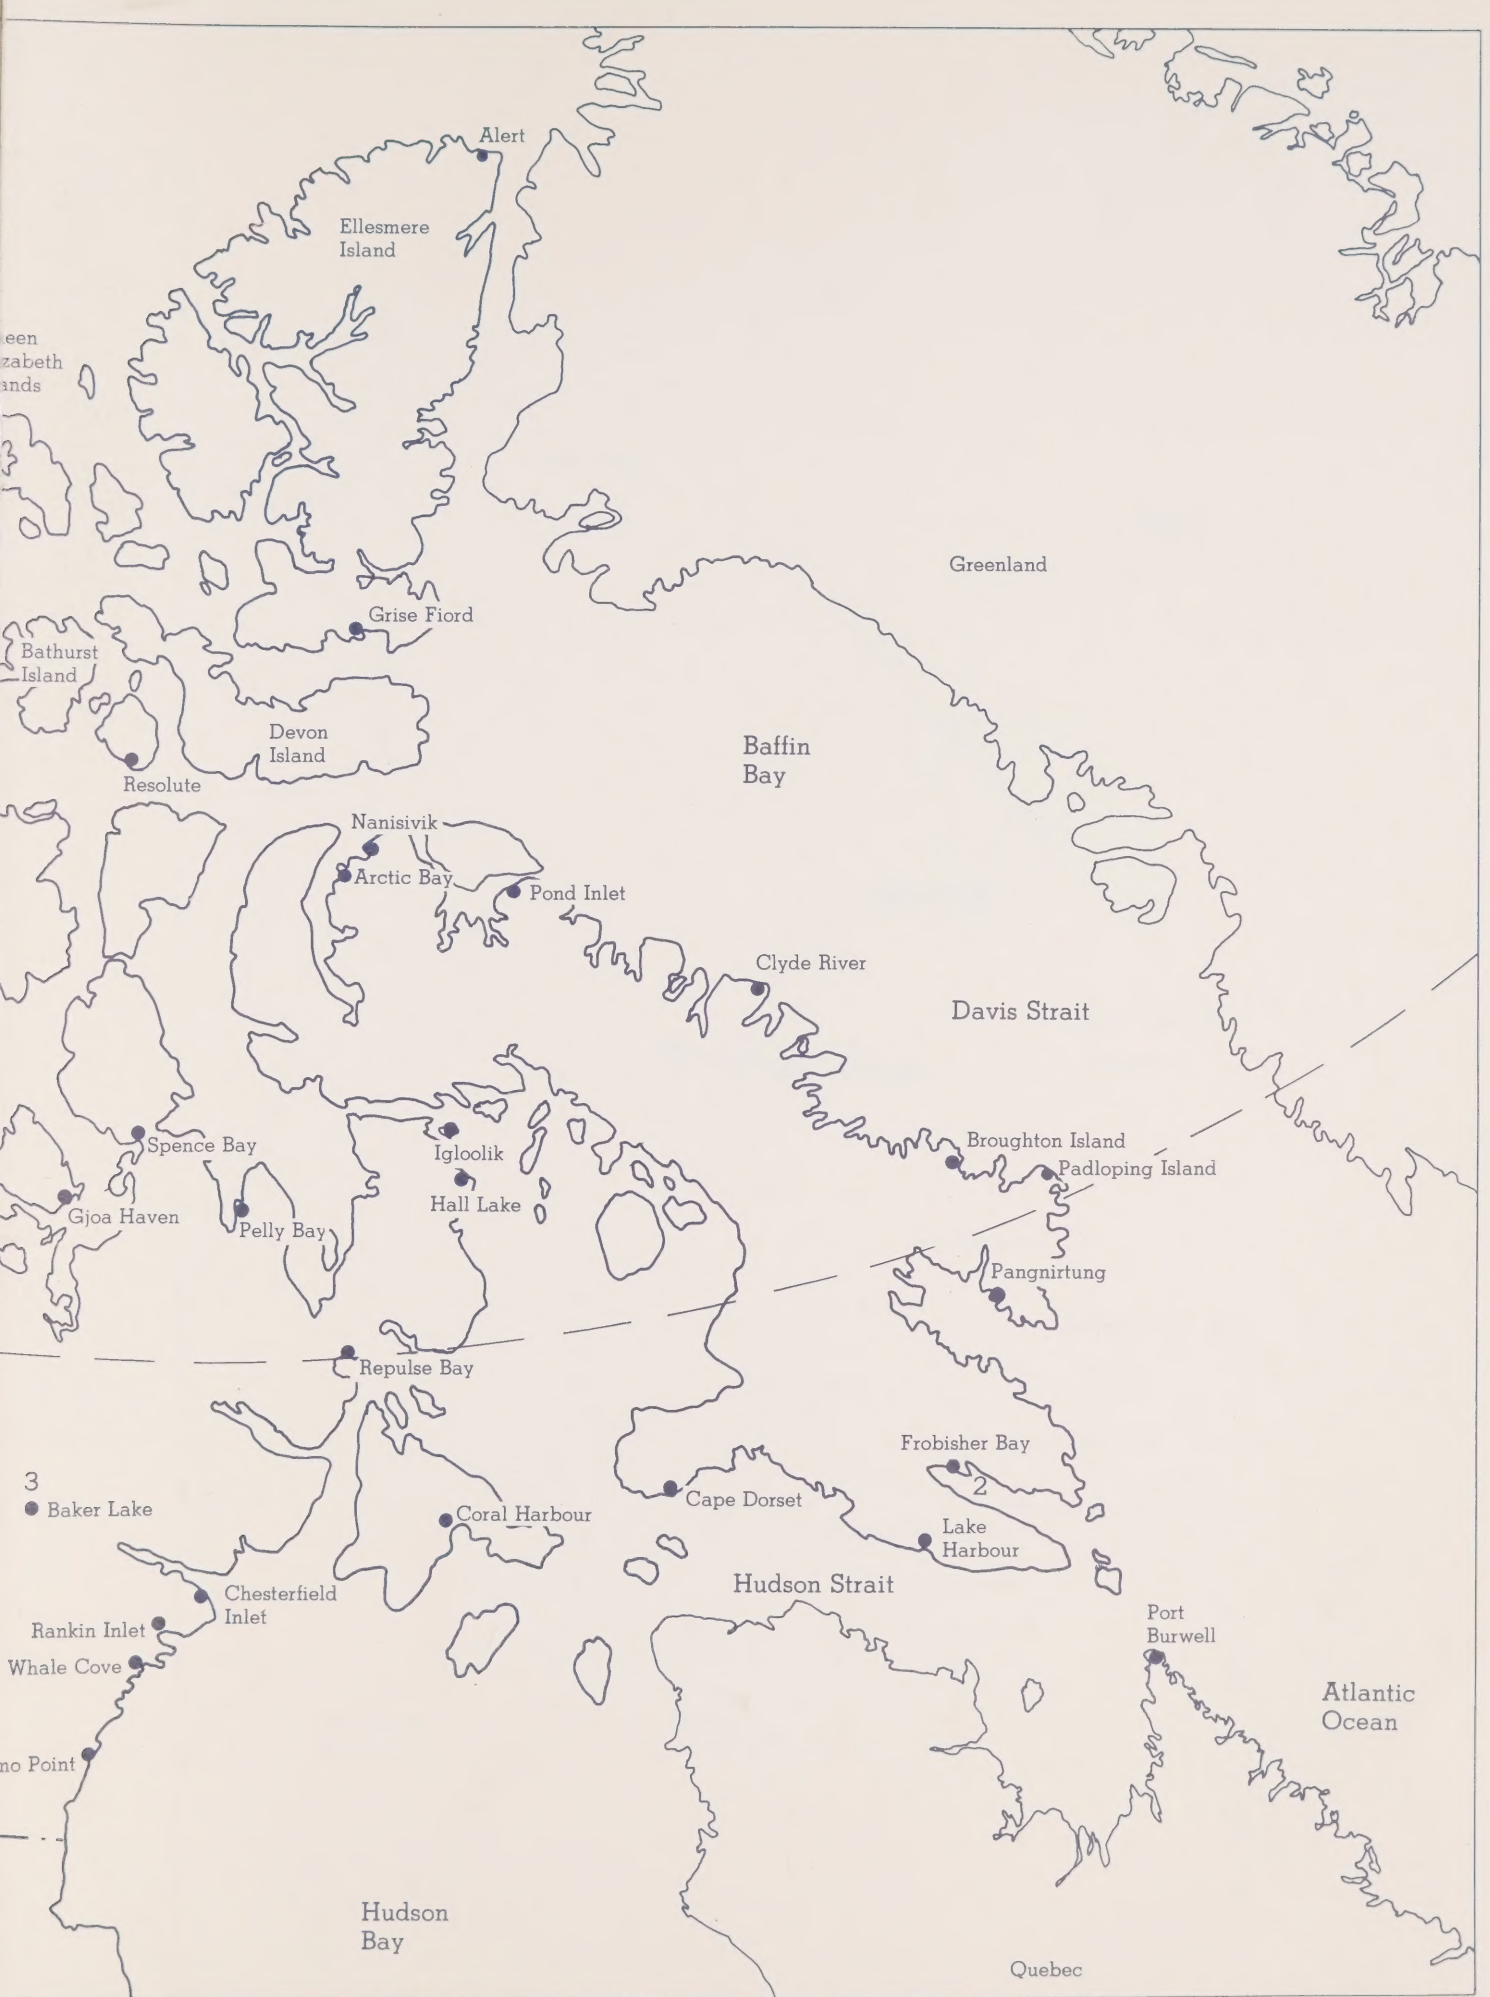 Alert
Ellesmere
Island
een
zabeth
ands
Greenland
Grise Fiord
Bathurst
Island
Devon
Island
Baffin
Bay
Resolute
Nanisivik
Arctic Bay
Pond Inlet
Clyde River
Davis Strait
Broughton Island
Spence Bay
Igloolik
Padloping Island
Hall Lake
Gjoa Haven
Pelly Bay
Pangnirtung
Repulse Bay
Frobisher Bay
3
2
Baker Lake
Cape Dorset
Coral Harbour
Lake
Harbour
Hudson Strait
Chesterfield
Inlet
Port
Burwell
Rankin Inlet
Whale Cove
Atlantic
Ocean
no Point
Hudson
Bay
Quebec